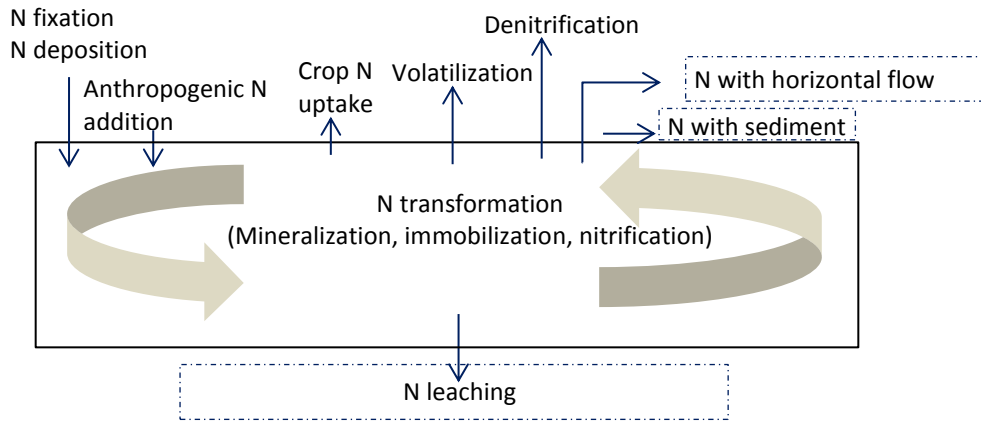 N fixation
N deposition
Anthropogenic N
addition
Crop N
uptake
Volatilization
Denitrification
N with horizontal flow
N with sediment
N transformation
(Mineralization, immobilization, nitrification)
N leaching